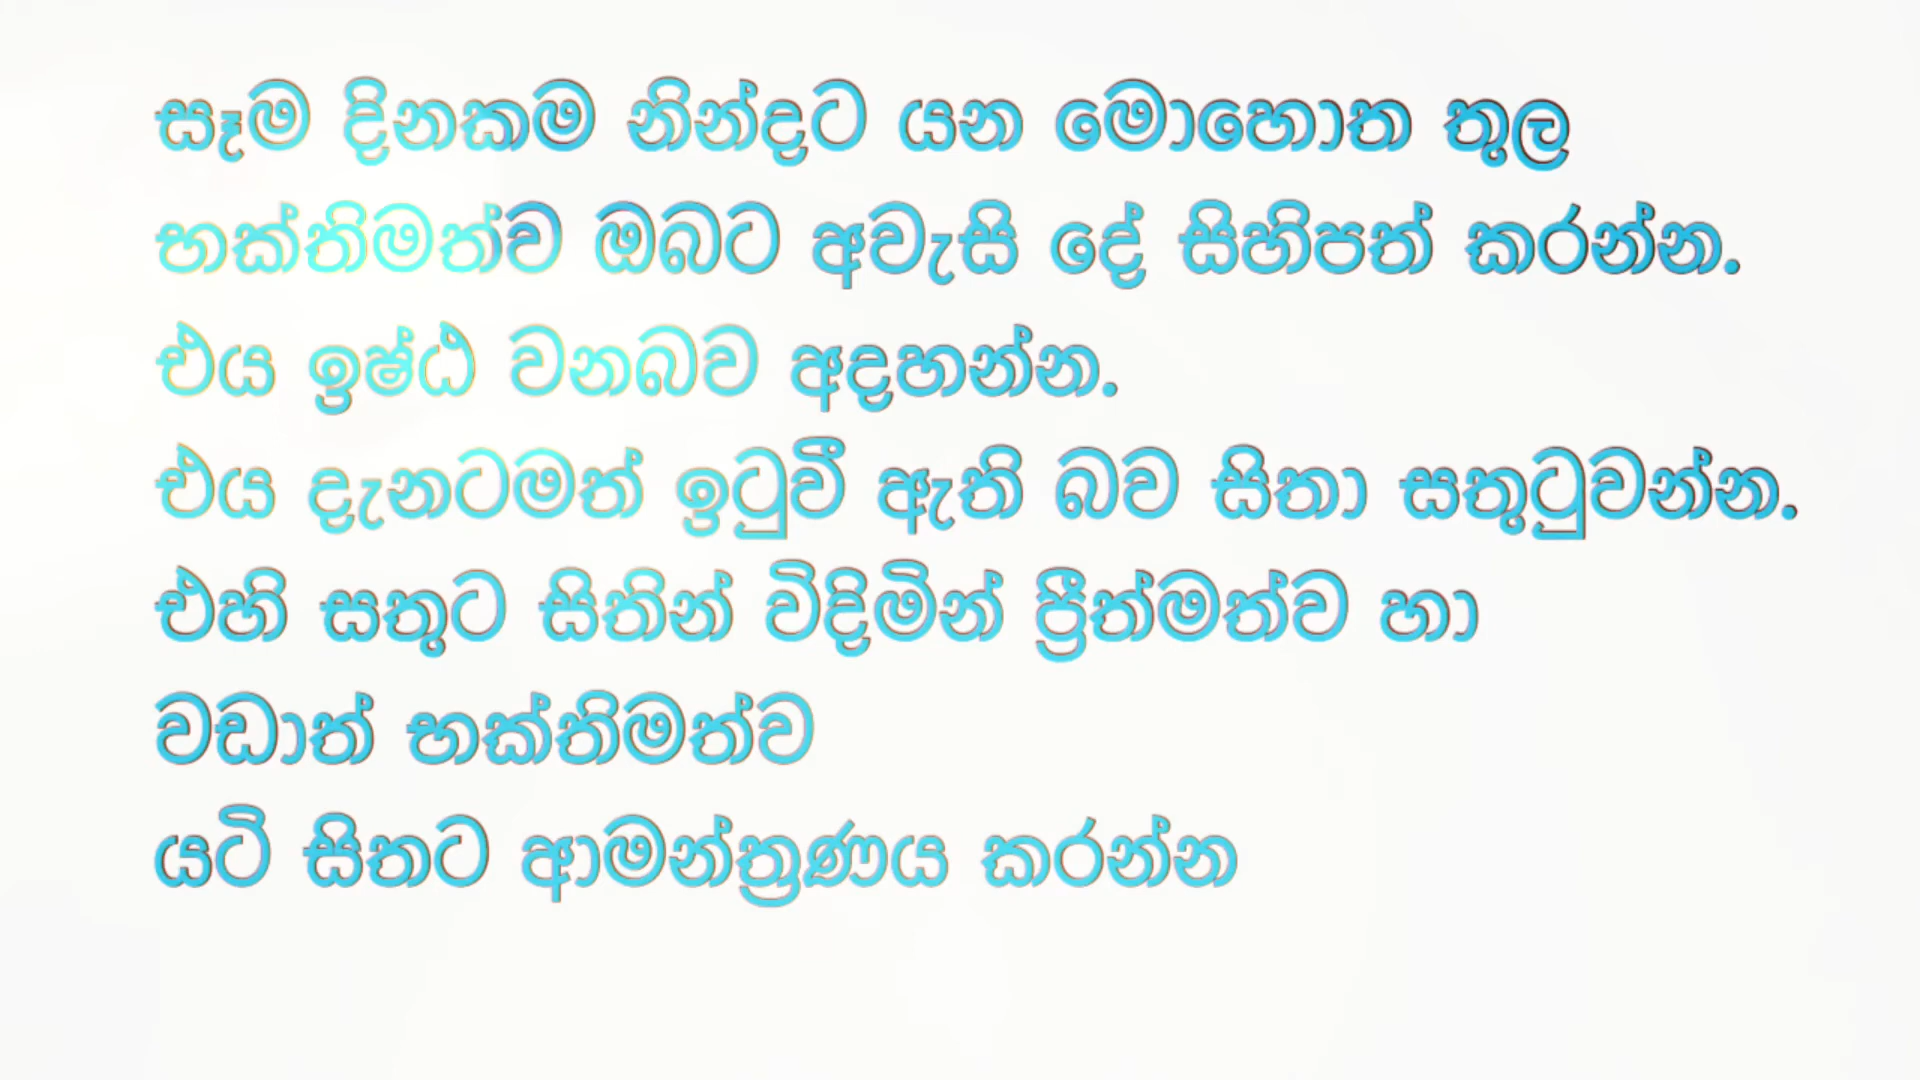 සෑම දිනකම නින්දට යන මොහොත තුල
භක්තිමත්ව ඔබට අවැසි දේ සිහිපත් කරන්න.
එය ඉෂ්ඨ වනබව අදහන්න.
එය දැනටමත් ඉටුවී ඇති බව සිතා සතුටුවන්න.
එහි සතුට සිතින් විදිමින් ප්‍රීත්මත්ව හා
වඩාත් භක්තිමත්ව
යටි සිතට ආමන්ත්‍රණය කරන්න